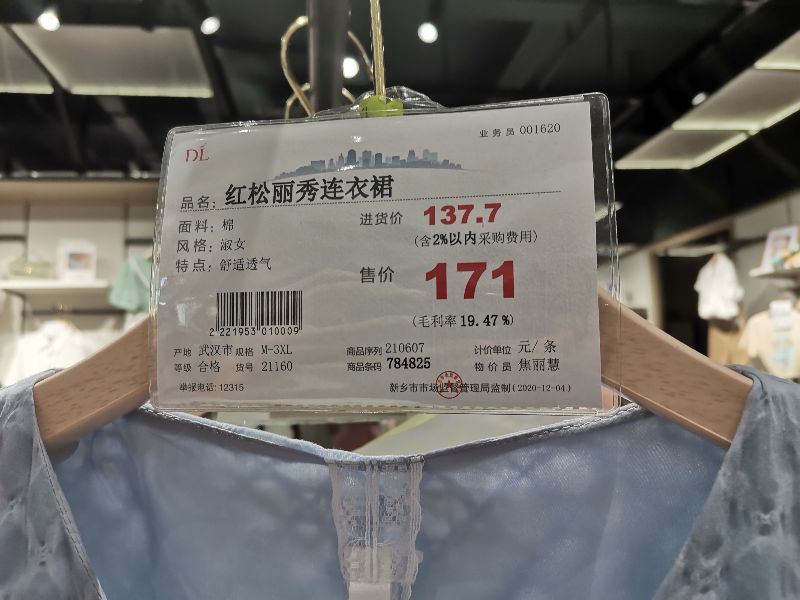 业务员 001620
DL
品名: 红松丽秀连衣裙
面料: 棉 进货价 137.7
风格: 淑女 (含2%以内采购费用)
特点: 舒适透气 售价 171
(毛利率 19.47%)
2 221953 010009
产地 武汉市 规格 M-3XL 商品序列 210607 计价单位 元/条
等级 合格 货号 21160 商品条码 784825 物价员 焦丽慧
举报电话: 12315 新乡市市场监督管理局监制(2020-12-04)